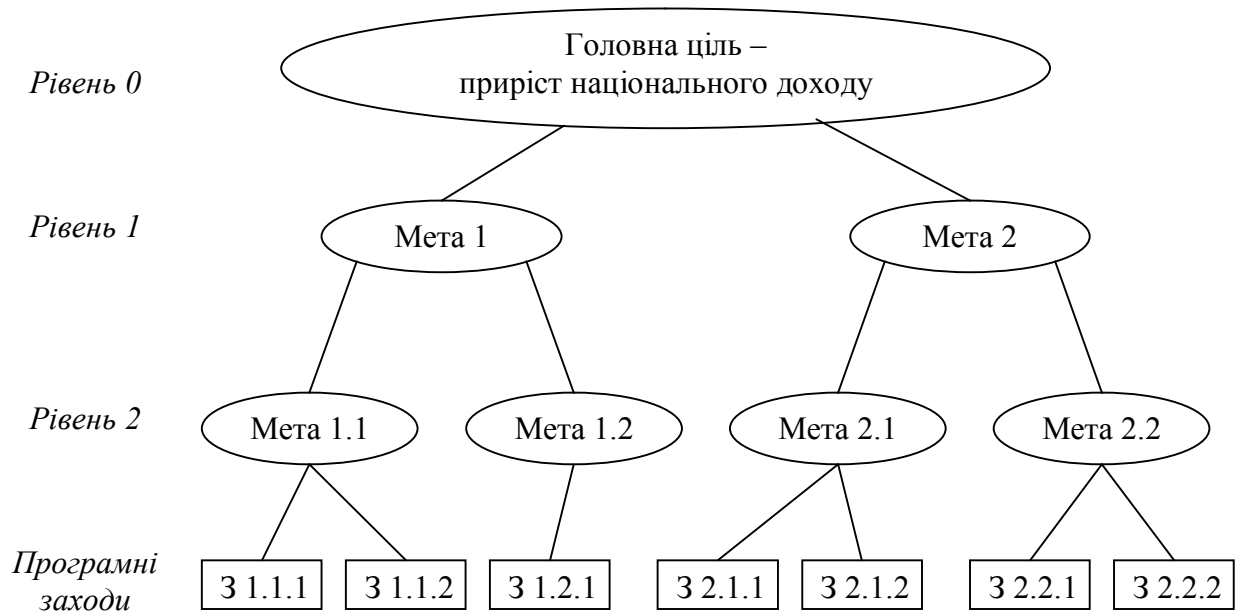 Головна ціль –
приріст національного доходу
Рівень 0
Рівень 1
Мета 1
Мета 2
Рівень 2
Мета 1.1
Мета 1.2
Мета 2.1
Мета 2.2
Програмні
заходи
З 1.1.1
З 1.1.2
З 1.2.1
З 2.1.1
З 2.1.2
З 2.2.1
З 2.2.2